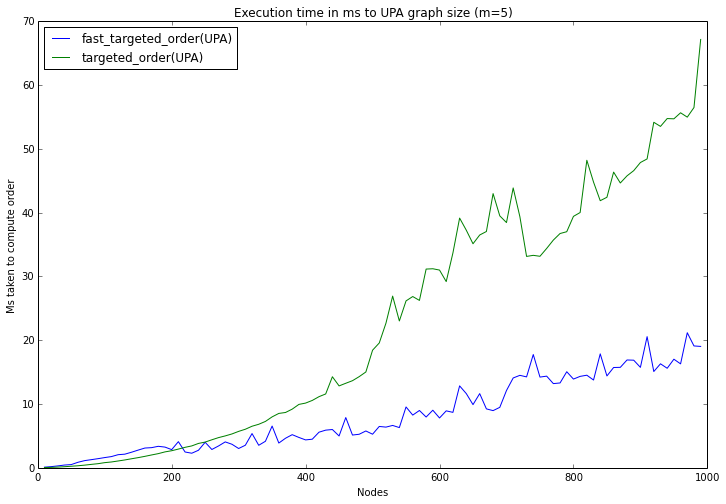 Execution time in ms to UPA graph size (m=5)
fast_targeted_order(UPA)
targeted_order(UPA)
Ms taken to compute order
70
60
50
40
30
20
10
0
0
200
400
600
800
1000
Nodes